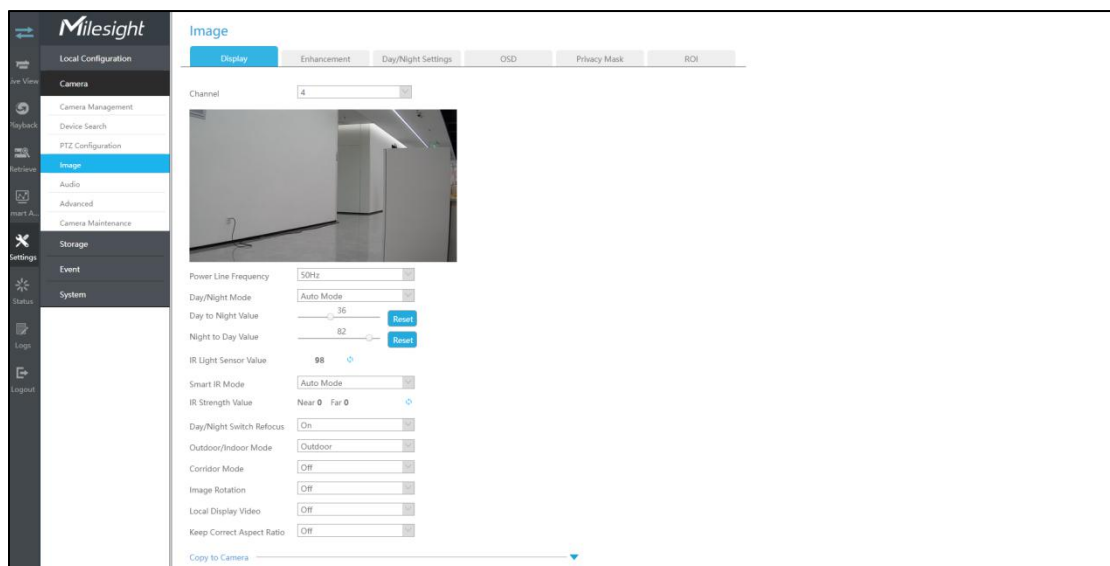 Milesight
Image
Local Configuration
Display
Enhancement
Day/Night Settings
OSD
Privacy Mask
ROI
ive View
Camera
Channel
4
Playback
Camera Management
Device Search
PTZ Configuration
Retrieve
Image
Audio
mart A...
Advanced
Camera Maintenance
Settings
Storage
Event
Status
System
Logs
Logout
Power Line Frequency
50Hz
Day/Night Mode
Auto Mode
Day to Night Value
36
Reset
Night to Day Value
82
Reset
IR Light Sensor Value
98
Smart IR Mode
Auto Mode
IR Strength Value
Near 0 Far 0
Day/Night Switch Refocus
On
Outdoor/Indoor Mode
Outdoor
Corridor Mode
Off
Image Rotation
Off
Local Display Video
Off
Keep Correct Aspect Ratio
Off
Copy to Camera